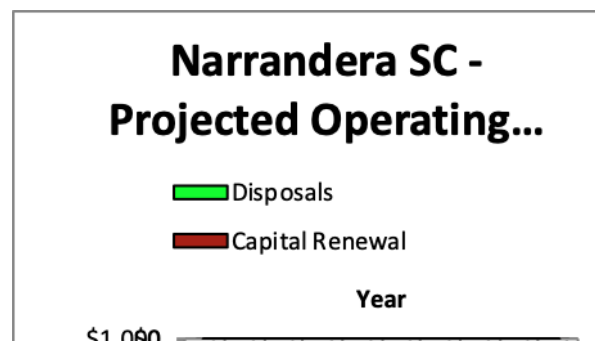 Narrandera SC -
Projected Operating...
Disposals
Capital Renewal
Year